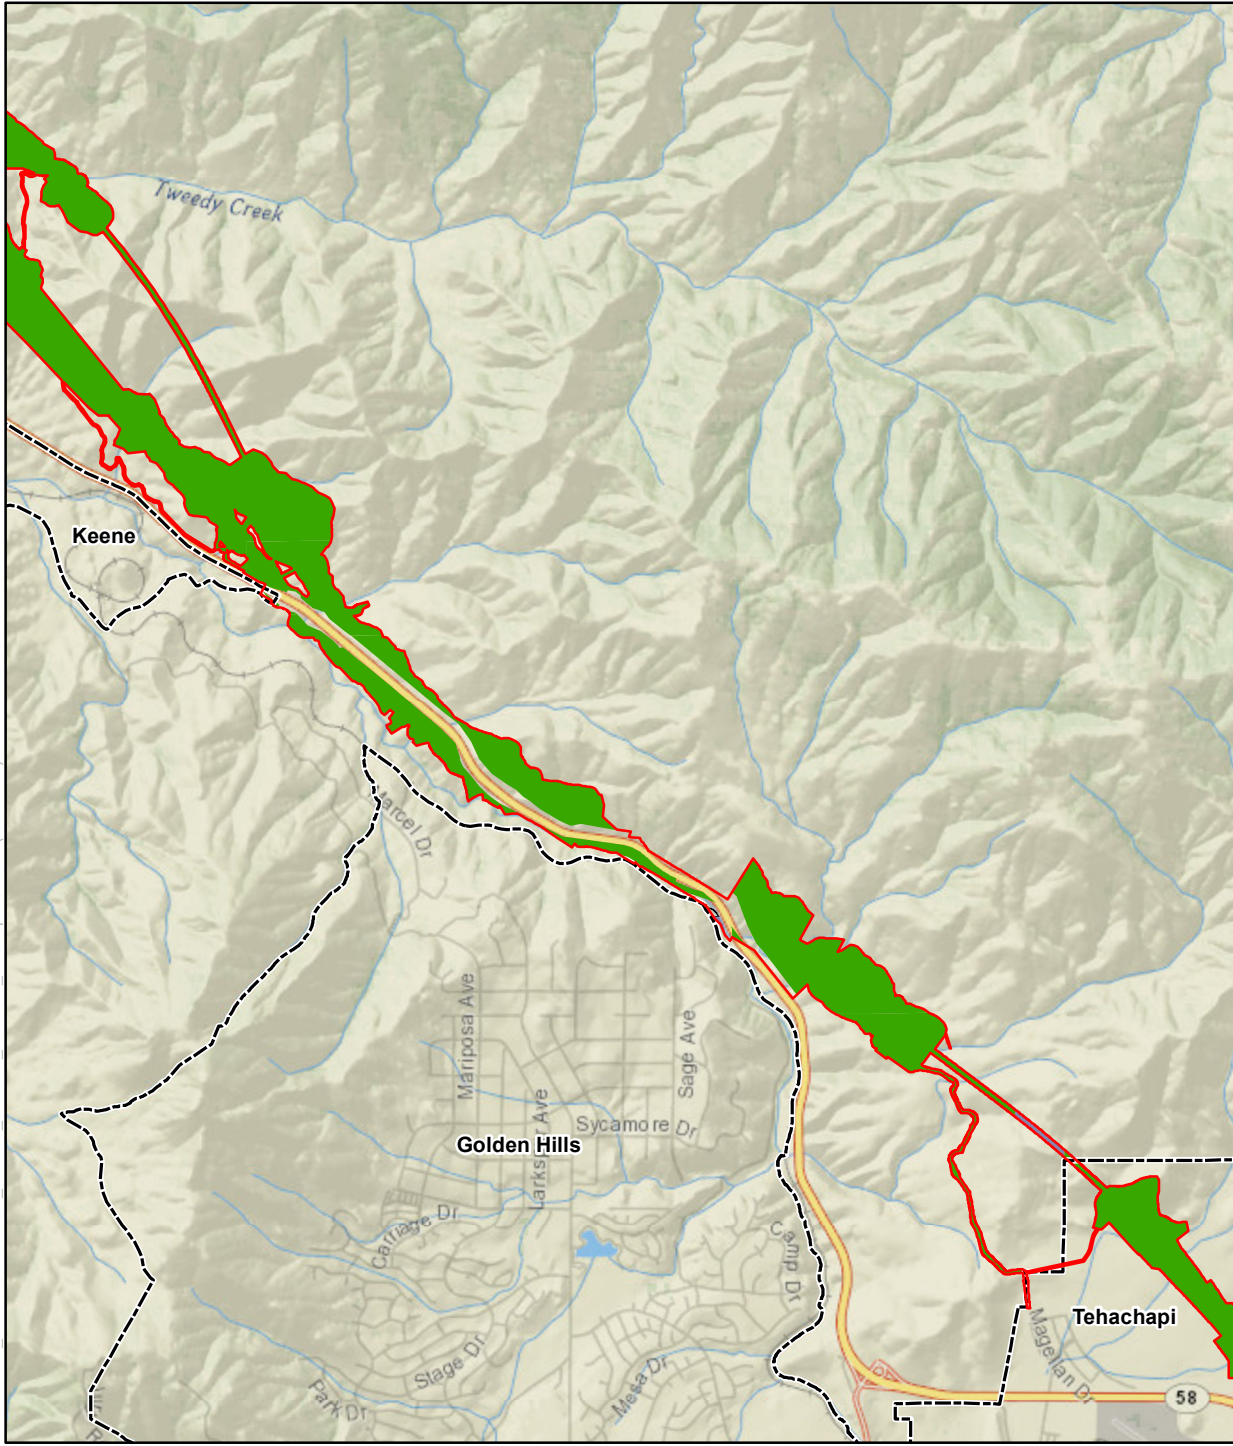 Tweedy Creek
Keene
Marcel Dr
Mariposa Ave
Sage Ave
Larkspur Ave
Sycamore Dr
Golden Hills
Carriage Dr
Camp Dr
Tehachapi
Magellan Dr
Stage Dr
Mesa Dr
Park Dr
58